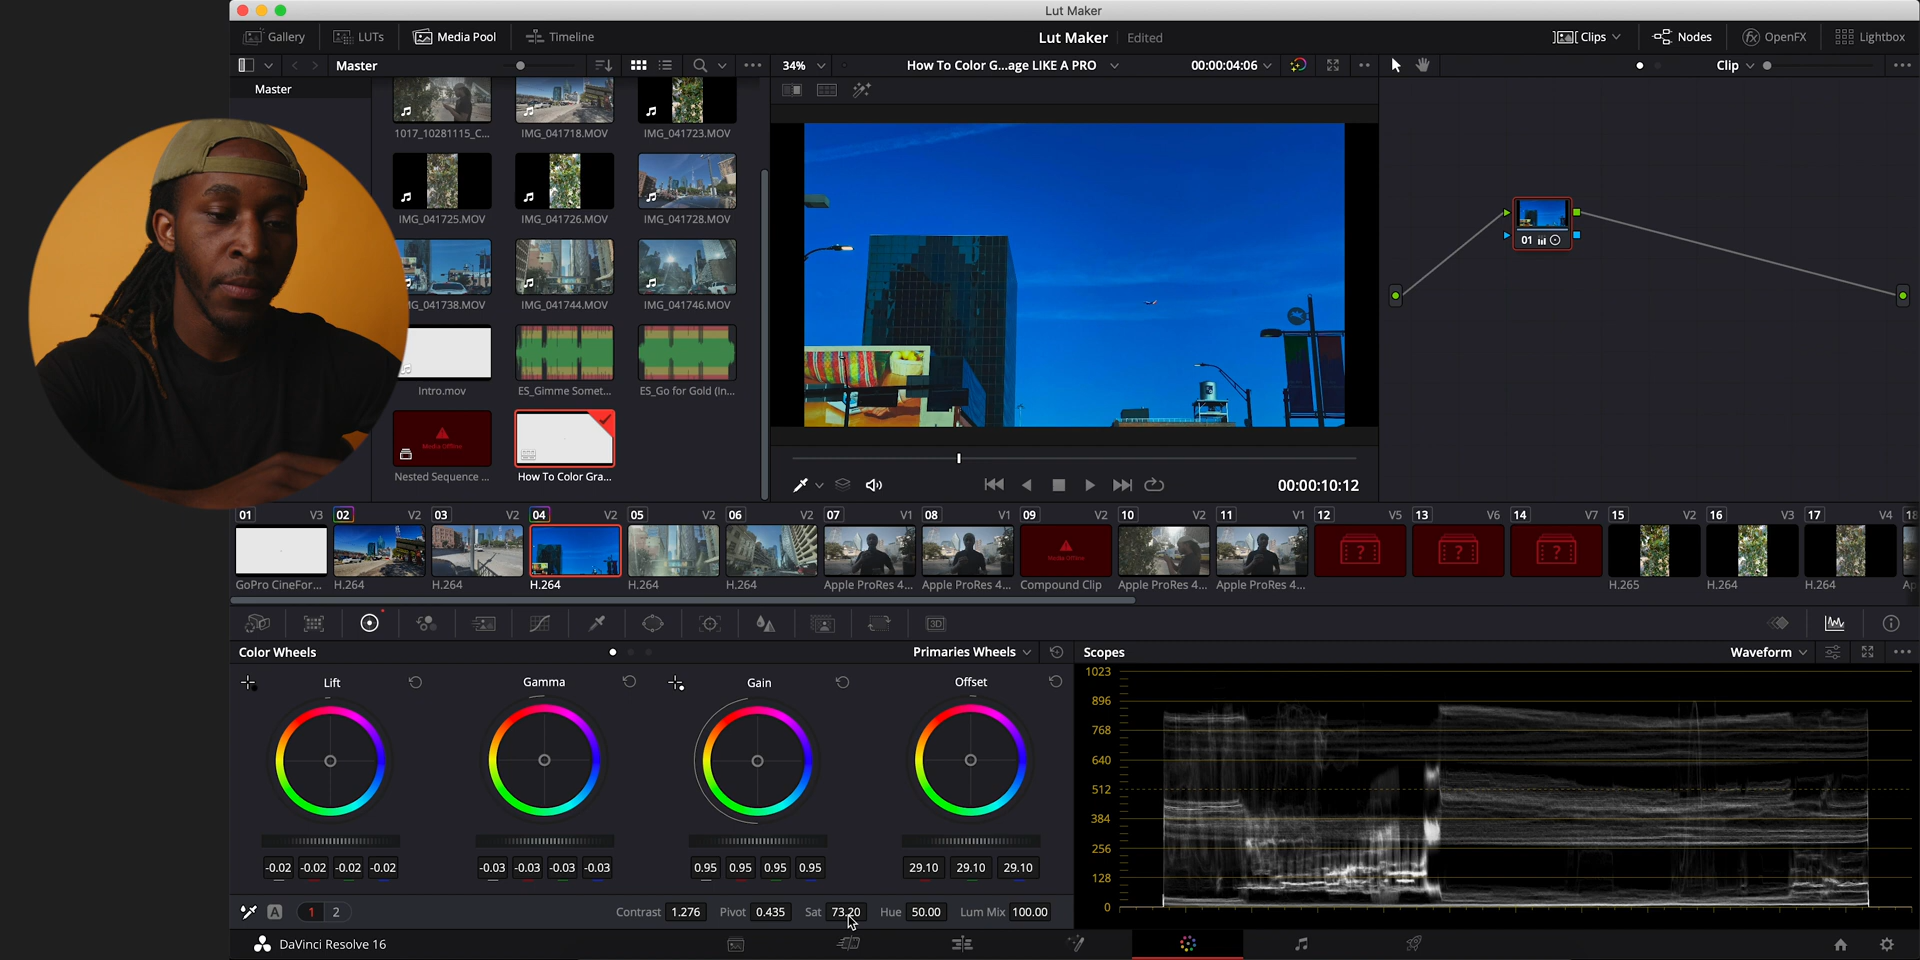 Lut Maker
Gallery LUTs Media Pool Timeline Lut Maker Edited Clips Nodes OpenFX Lightbox
Master 34% How To Color G...age LIKE A PRO 00:00:04:06 Clip
Master
1017_10281115_C... IMG_041718.MOV IMG_041723.MOV
IMG_041725.MOV IMG_041726.MOV IMG_041728.MOV
MG_041738.MOV IMG_041744.MOV IMG_041746.MOV
01
Intro.mov ES_Gimme Somet... ES_Go for Gold (In...
Media Offline
Nested Sequence ... How To Color Gra...
00:00:10:12
01 V3 02 V2 03 V2 04 V2 05 V2 06 V2 07 V1 08 V1 09 V2 10 V2 11 V1 12 V5 13 V6 14 V7 15 V2 16 V3 17 V4 18
Media Offline
GoPro CineFor... H.264 H.264 H.264 H.264 H.264 Apple ProRes 4... Apple ProRes 4... Compound Clip Apple ProRes 4... Apple ProRes 4... H.265 H.264 H.264 Ap
3D
Color Wheels Primaries Wheels Scopes Waveform
Lift Gamma Gain Offset
1023
896
768
640
512
384
256
128
0
-0.02 -0.02 -0.02 -0.02 -0.03 -0.03 -0.03 -0.03 0.95 0.95 0.95 0.95 29.10 29.10 29.10
A 1 2 Contrast 1.276 Pivot 0.435 Sat 73.20 Hue 50.00 Lum Mix 100.00
DaVinci Resolve 16